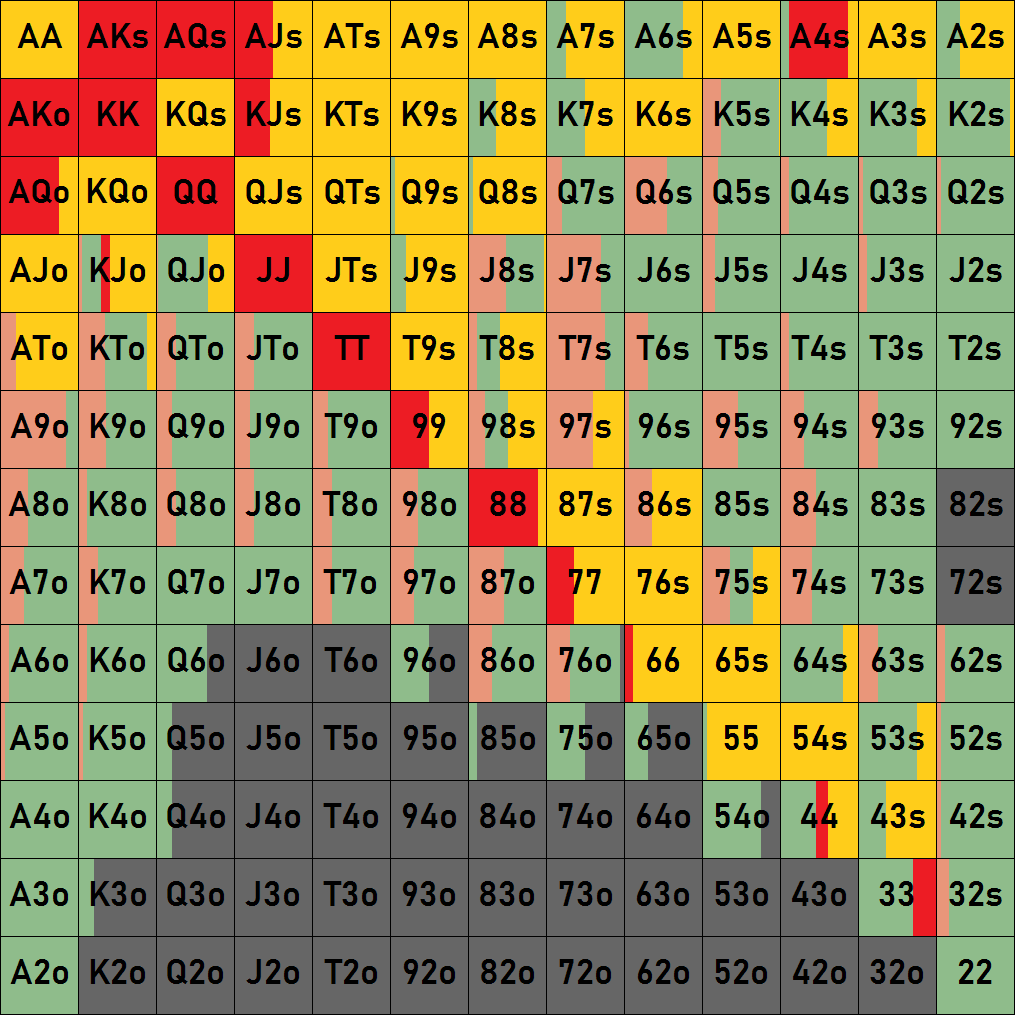 AA AKs AQs AJs ATs A9s A8s A7s A6s A5s A4s A3s A2s
AKo KK KQs KJs KTs K9s K8s K7s K6s K5s K4s K3s K2s
AQo KQo QQ QJs QTs Q9s Q8s Q7s Q6s Q5s Q4s Q3s Q2s
AJo KJo QJo JJ JTs J9s J8s J7s J6s J5s J4s J3s J2s
ATo KTo QTo JTo TT T9s T8s T7s T6s T5s T4s T3s T2s
A9o K9o Q9o J9o T9o 99 98s 97s 96s 95s 94s 93s 92s
A8o K8o Q8o J8o T8o 98o 88 87s 86s 85s 84s 83s 82s
A7o K7o Q7o J7o T7o 97o 87o 77 76s 75s 74s 73s 72s
A6o K6o Q6o J6o T6o 96o 86o 76o 66 65s 64s 63s 62s
A5o K5o Q5o J5o T5o 95o 85o 75o 65o 55 54s 53s 52s
A4o K4o Q4o J4o T4o 94o 84o 74o 64o 54o 44 43s 42s
A3o K3o Q3o J3o T3o 93o 83o 73o 63o 53o 43o 33 32s
A2o K2o Q2o J2o T2o 92o 82o 72o 62o 52o 42o 32o 22